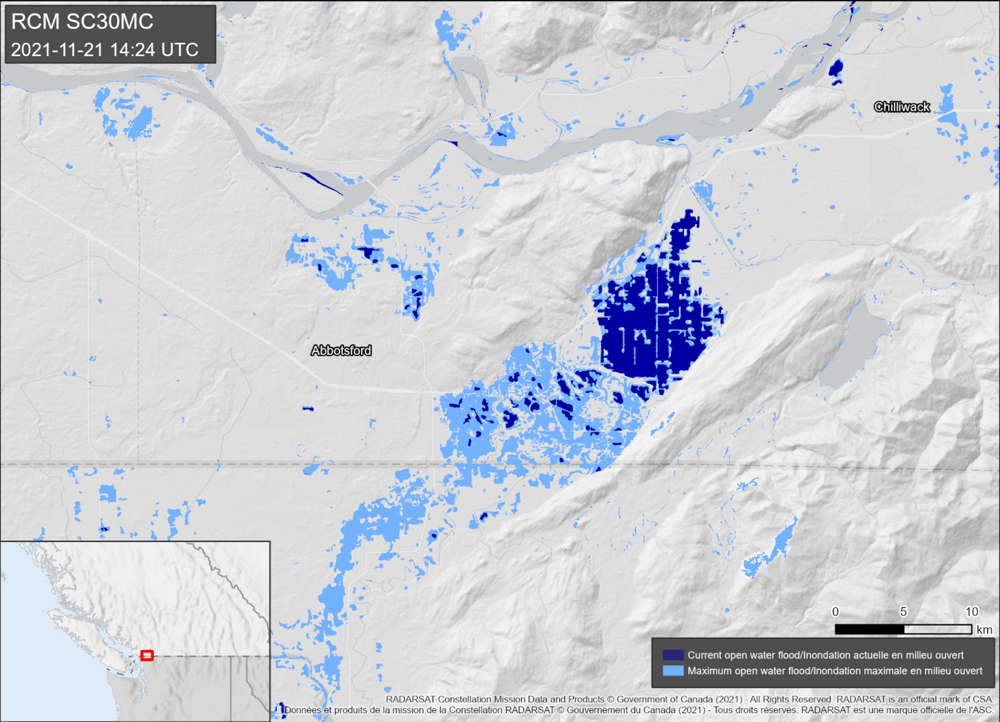 RCM SC30MC
2021-11-21 14:24 UTC
Chilliwack
Abbotsford
0 5 10
km
Current open water flood/Inondation actuelle en milieu ouvert
Maximum open water flood/Inondation maximale en milieu ouvert
RADARSAT Constellation Mission Data and Products © Government of Canada (2021) - All Rights Reserved. RADARSAT is an official mark of CSA.
Données et produits de la mission de la Constellation RADARSAT © Gouvernement du Canada (2021) - Tous droits réservés. RADARSAT est une marque officielle de l'ASC.